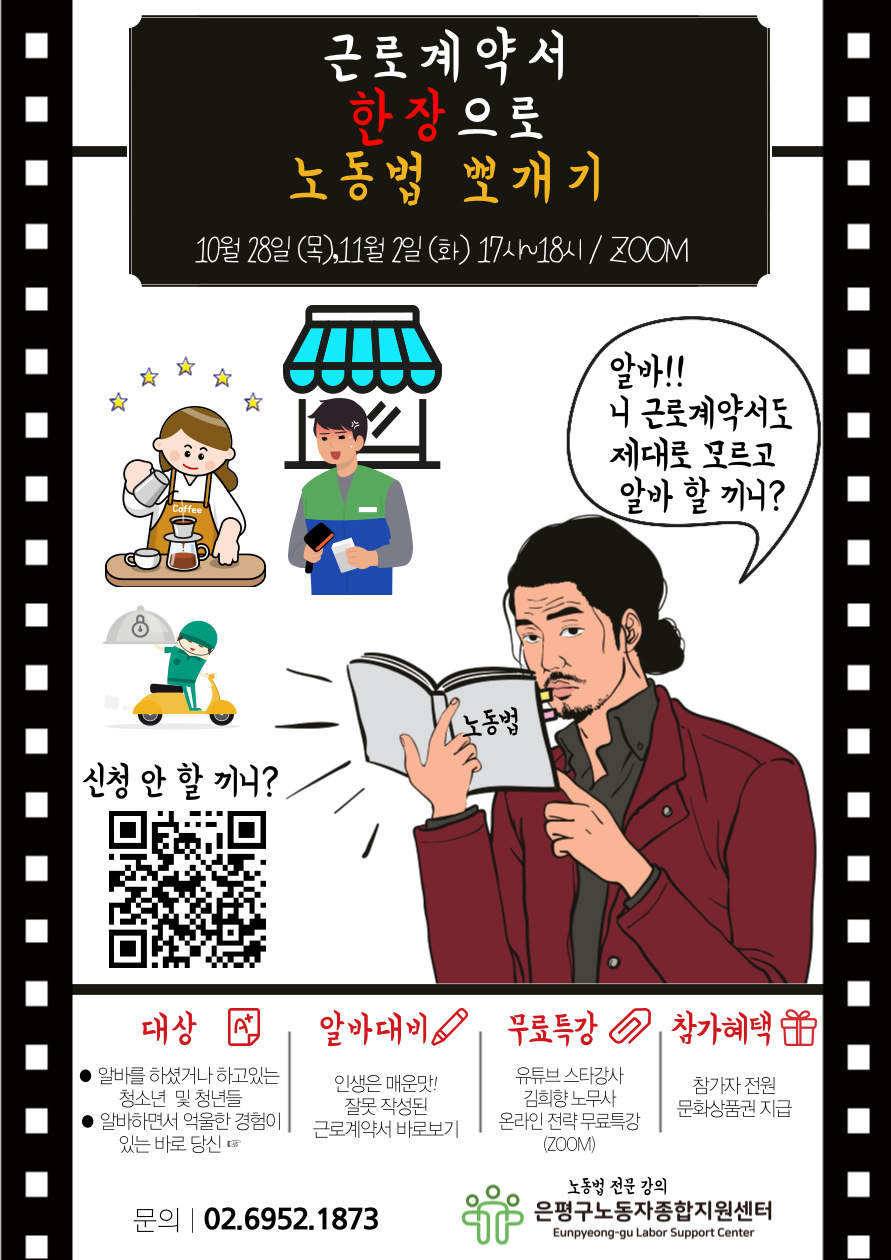 근로계약서
한장으로
노동법 뽀개기
10월 28일 (목),11월 2일 (화) 17시~18시 / ZOOM
알바!!
니 근로계약서도
제대로 모르고
알바 할 끼니?
Caffee
노동법
신청 안 할 끼니?
대상
A+
● 알바를 하셨거나 하고있는
청소년 및 청년들
● 알바하면서 억울한 경험이
있는 바로 당신 ☞
알바대비
인생은 매운맛!
잘못 작성된
근로계약서 바로보기
무료특강
유튜브 스타강사
김희향 노무사
온라인 전략 무료특강
(ZOOM)
참가혜택
참가자 전원
문화상품권 지급
문의 | 02.6952.1873
노동법 전문 강의
은평구노동자종합지원센터
Eunpyeong-gu Labor Support Center